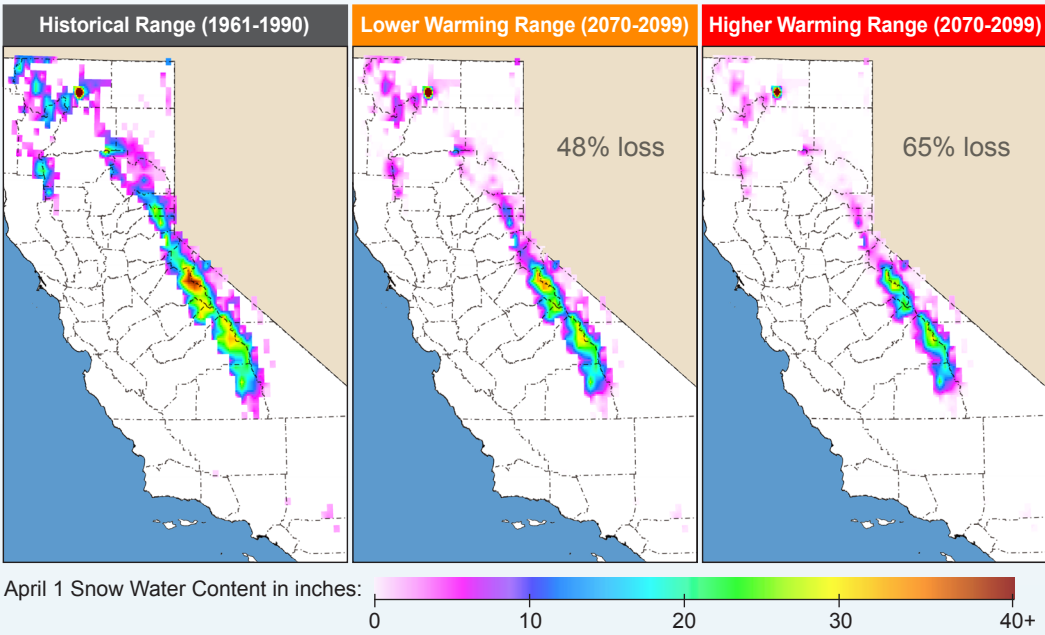 Historical Range (1961-1990)
Lower Warming Range (2070-2099)
Higher Warming Range (2070-2099)
48% loss
65% loss
April 1 Snow Water Content in inches:
0 10 20 30 40+